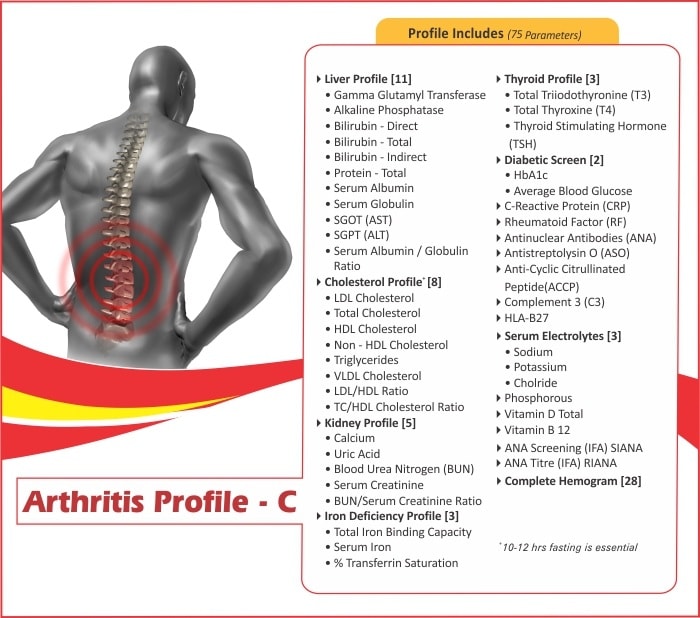 Profile Includes (75 Parameters)
Liver Profile [11]
• Gamma Glutamyl Transferase
• Alkaline Phosphatase
• Bilirubin - Direct
• Bilirubin - Total
• Bilirubin - Indirect
• Protein - Total
• Serum Albumin
• Serum Globulin
• SGOT (AST)
• SGPT (ALT)
• Serum Albumin / Globulin
Ratio
Cholesterol Profile* [8]
• LDL Cholesterol
• Total Cholesterol
• HDL Cholesterol
• Non - HDL Cholesterol
• Triglycerides
• VLDL Cholesterol
• LDL/HDL Ratio
• TC/HDL Cholesterol Ratio
Kidney Profile [5]
• Calcium
• Uric Acid
• Blood Urea Nitrogen (BUN)
• Serum Creatinine
• BUN/Serum Creatinine Ratio
Iron Deficiency Profile [3]
• Total Iron Binding Capacity
• Serum Iron
• % Transferrin Saturation
Thyroid Profile [3]
• Total Triiodothyronine (T3)
• Total Thyroxine (T4)
• Thyroid Stimulating Hormone
(TSH)
Diabetic Screen [2]
• HbA1c
• Average Blood Glucose
C-Reactive Protein (CRP)
Rheumatoid Factor (RF)
Antinuclear Antibodies (ANA)
Antistreptolysin O (ASO)
Anti-Cyclic Citrullinated
Peptide(ACCP)
Complement 3 (C3)
HLA-B27
Serum Electrolytes [3]
• Sodium
• Potassium
• Cholride
Phosphorous
Vitamin D Total
Vitamin B 12
ANA Screening (IFA) SIANA
ANA Titre (IFA) RIANA
Complete Hemogram [28]
*10-12 hrs fasting is essential
Arthritis Profile - C